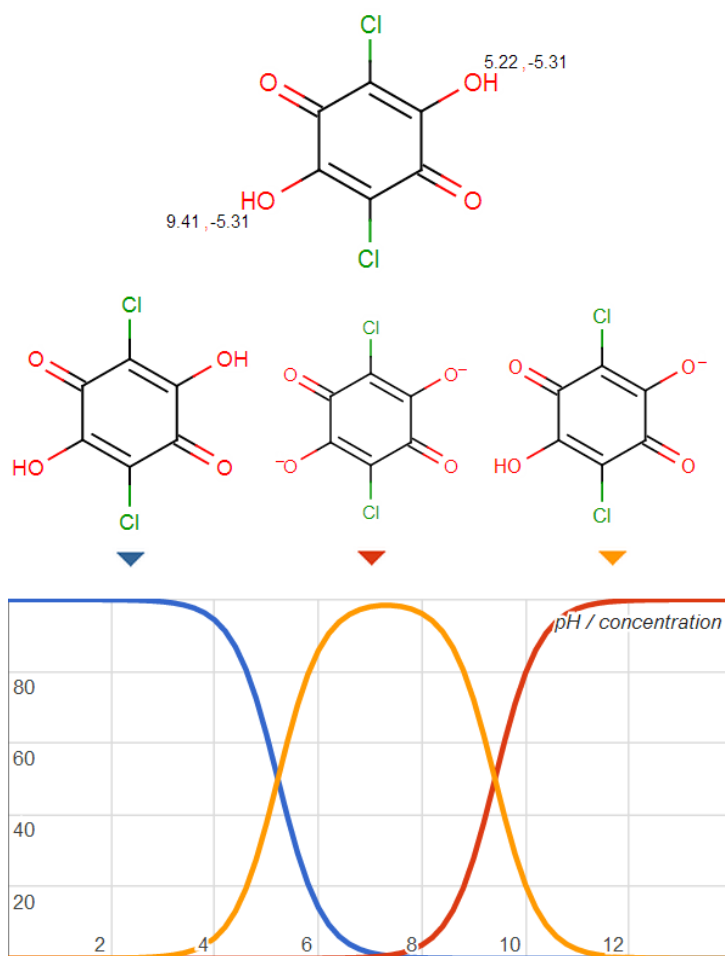 Cl
5.22 ,-5.31
O
OH
HO
O
9.41 ,-5.31
Cl
Cl
Cl
Cl
O
OH
O
O⁻
O
O⁻
HO
O
⁻O
O
HO
O
Cl
Cl
Cl
pH / concentration
80
60
40
20
2
4
6
8
10
12